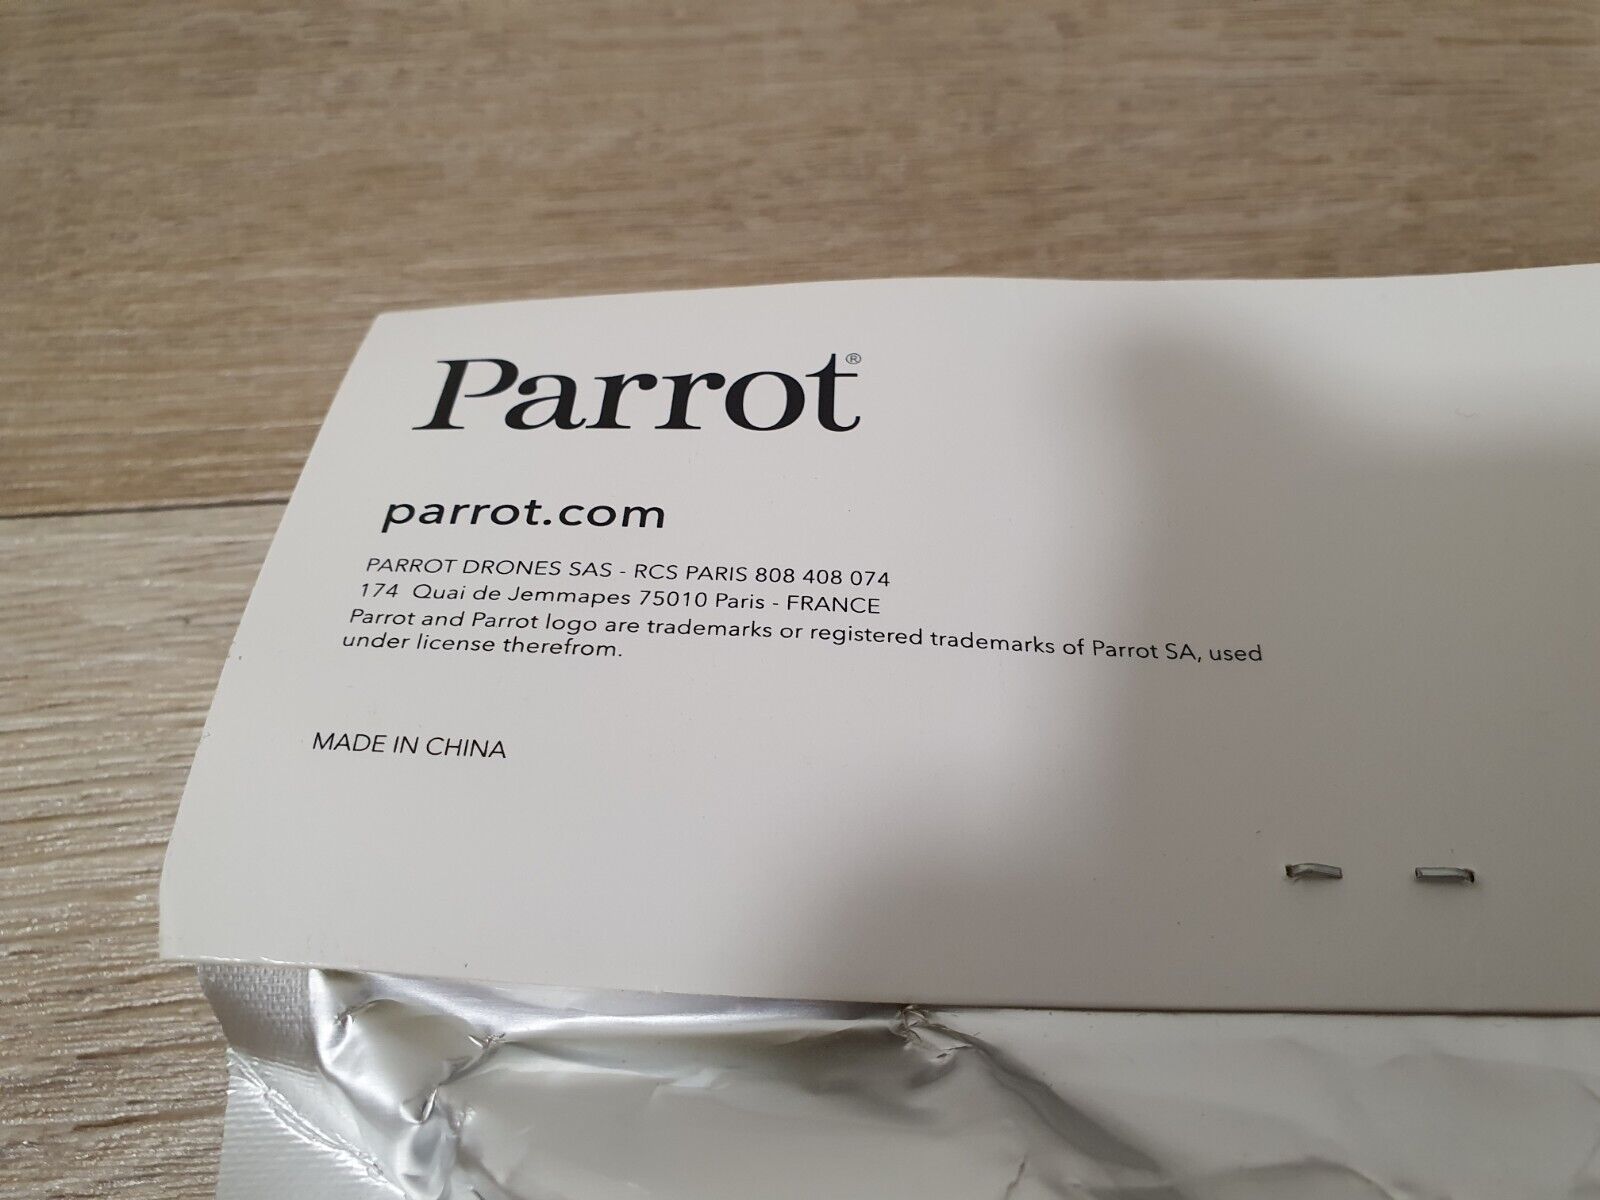 Parrot®
parrot.com
PARROT DRONES SAS - RCS PARIS 808 408 074
174 Quai de Jemmapes 75010 Paris - FRANCE
Parrot and Parrot logo are trademarks or registered trademarks of Parrot SA, used
under license therefrom.
MADE IN CHINA